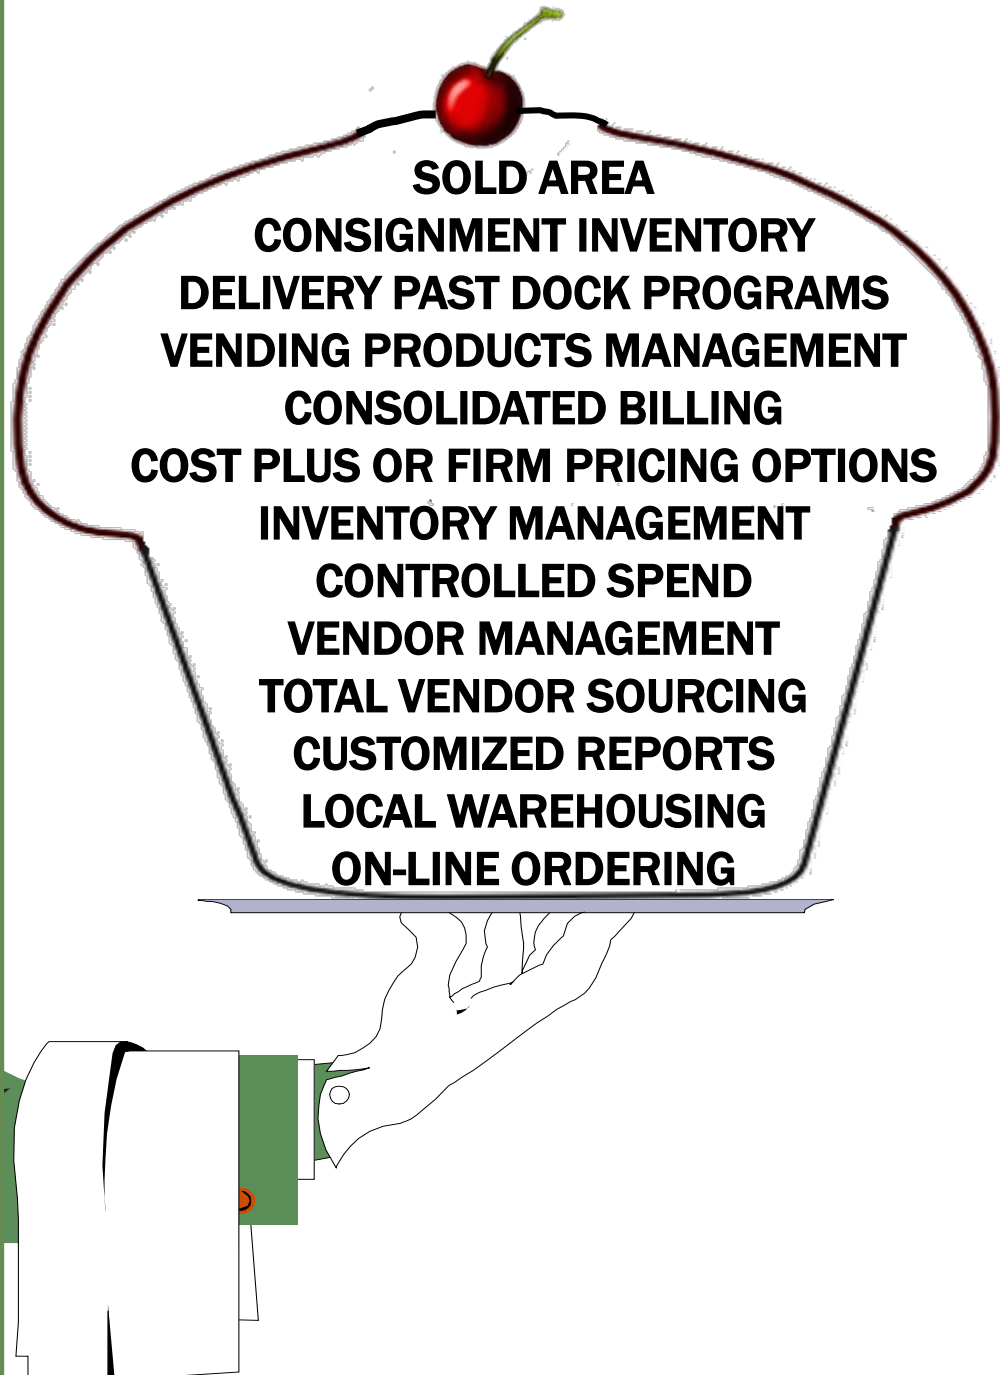 SOLD AREA
CONSIGNMENT INVENTORY
DELIVERY PAST DOCK PROGRAMS
VENDING PRODUCTS MANAGEMENT
CONSOLIDATED BILLING
COST PLUS OR FIRM PRICING OPTIONS
INVENTORY MANAGEMENT
CONTROLLED SPEND
VENDOR MANAGEMENT
TOTAL VENDOR SOURCING
CUSTOMIZED REPORTS
LOCAL WAREHOUSING
ON-LINE ORDERING